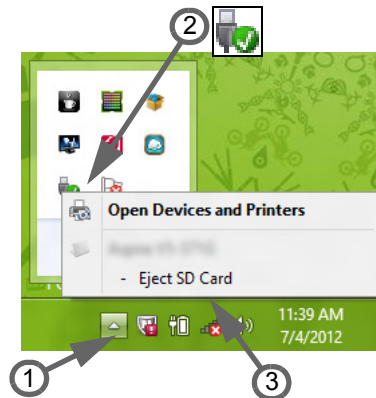 2
Open Devices and Printers
- Eject SD Card
11:39 AM
7/4/2012
1
3